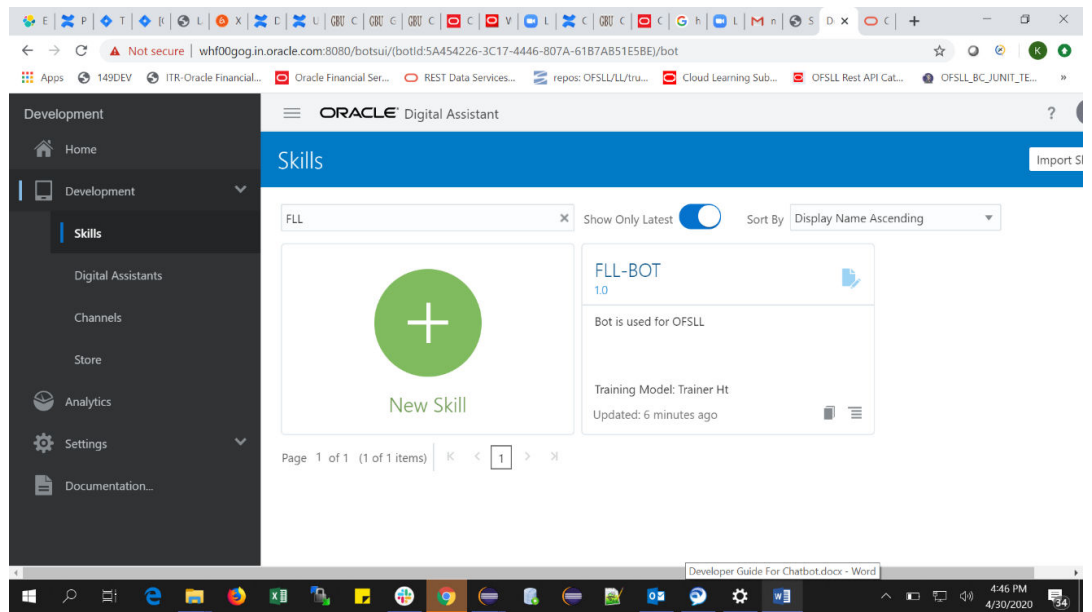 E P T L X E U GBU C GBU G GBU C C V L C GBU C C G h L M n S D C
Not secure | whf00gog.in.oracle.com:8080/botsui/(botId:5A454226-3C17-4446-807A-61B7AB51E5BE)/bot
K
Apps 149DEV ITR-Oracle Financial... Oracle Financial Ser... REST Data Services... repos: OFSLL/LL/tru... Cloud Learning Sub... OFSLL Rest API Cat... OFSLL_BC_JUNIT_TE... »
Development
ORACLE' Digital Assistant
?
Home
Skills
Import S
Development
FLL
Show Only Latest
Sort By Display Name Ascending
Skills
Digital Assistants
Channels
Store
Analytics
Settings
Documentation...
New Skill
FLL-BOT
1.0
Bot is used for OFSLL
Training Model: Trainer Ht
Updated: 6 minutes ago
Page 1 of 1 (1 of 1 items) K < 1 > >|
Developer Guide For Chatbot.docx - Word
4:46 PM
4/30/2020
34